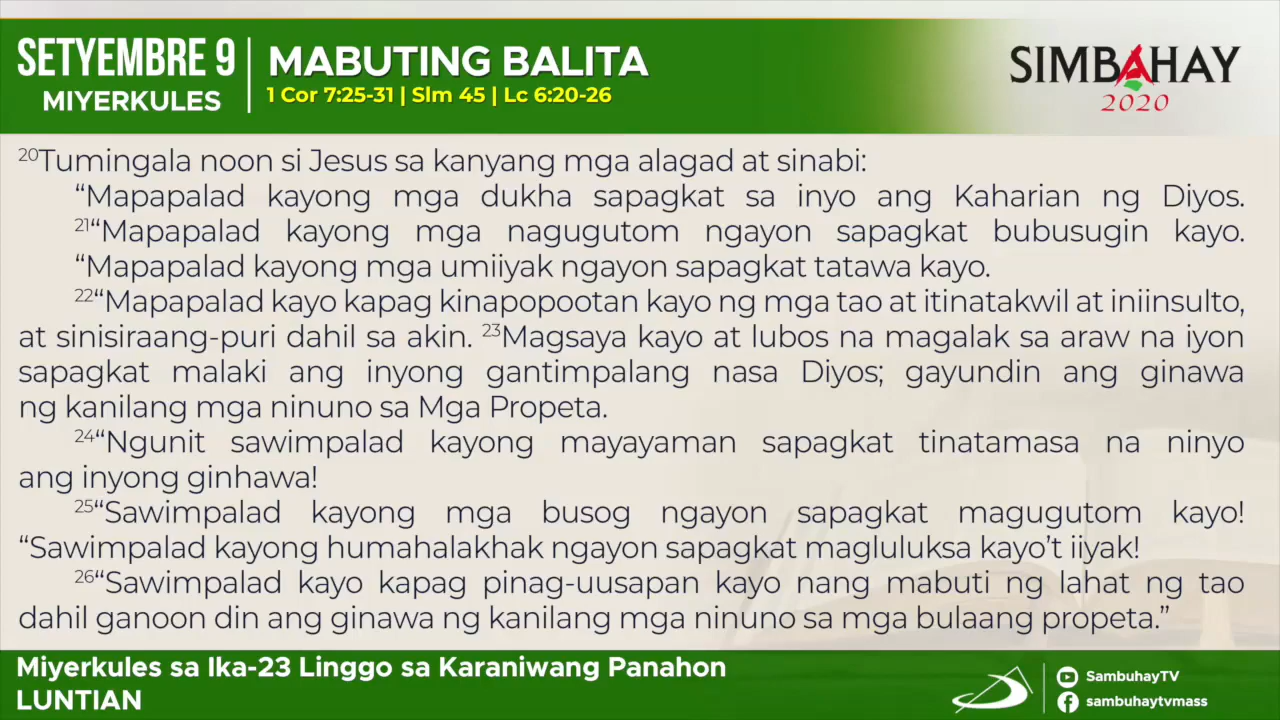 SETYEMBRE 9
MIYERKULES
MABUTING BALITA
1 Cor 7:25-31 | Slm 45 | Lc 6:20-26
SIMBAHAY
2020
20Tumingala noon si Jesus sa kanyang mga alagad at sinabi:
“Mapapalad kayong mga dukha sapagkat sa inyo ang Kaharian ng Diyos.
21“Mapapalad kayong mga nagugutom ngayon sapagkat bubusugin kayo.
“Mapapalad kayong mga umiiyak ngayon sapagkat tatawa kayo.
22“Mapapalad kayo kapag kinapopootan kayo ng mga tao at itinatakwil at iniinsulto,
at sinisiraang-puri dahil sa akin. 23Magsaya kayo at lubos na magalak sa araw na iyon
sapagkat malaki ang inyong gantimpalang nasa Diyos; gayundin ang ginawa
ng kanilang mga ninuno sa Mga Propeta.
24“Ngunit sawimpalad kayong mayayaman sapagkat tinatamasa na ninyo
ang inyong ginhawa!
25“Sawimpalad kayong mga busog ngayon sapagkat magugutom kayo!
“Sawimpalad kayong humahalakhak ngayon sapagkat magluluksa kayo’t iiyak!
26“Sawimpalad kayo kapag pinag-uusapan kayo nang mabuti ng lahat ng tao
dahil ganoon din ang ginawa ng kanilang mga ninuno sa mga bulaang propeta.”
Miyerkules sa Ika-23 Linggo sa Karaniwang Panahon
LUNTIAN
SambuhayTV
sambuhaytvmass